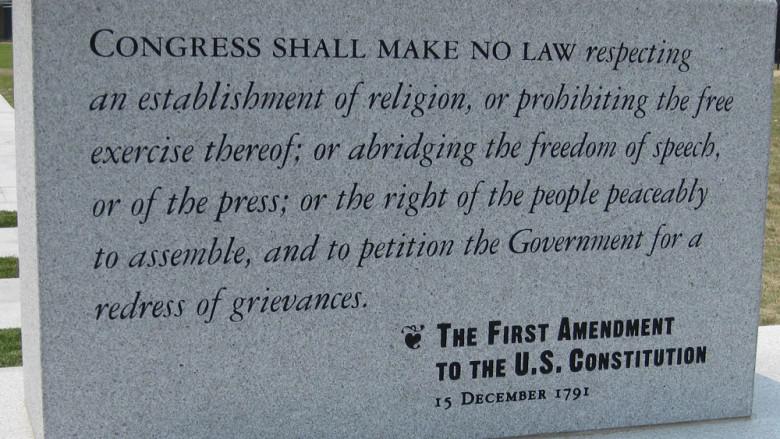 CONGRESS SHALL MAKE NO LAW respecting
an establishment of religion, or prohibiting the free
exercise thereof; or abridging the freedom of speech,
or of the press; or the right of the people peaceably
to assemble, and to petition the Government for a
redress of grievances.
THE FIRST AMENDMENT
TO THE U.S. CONSTITUTION
15 DECEMBER 1791